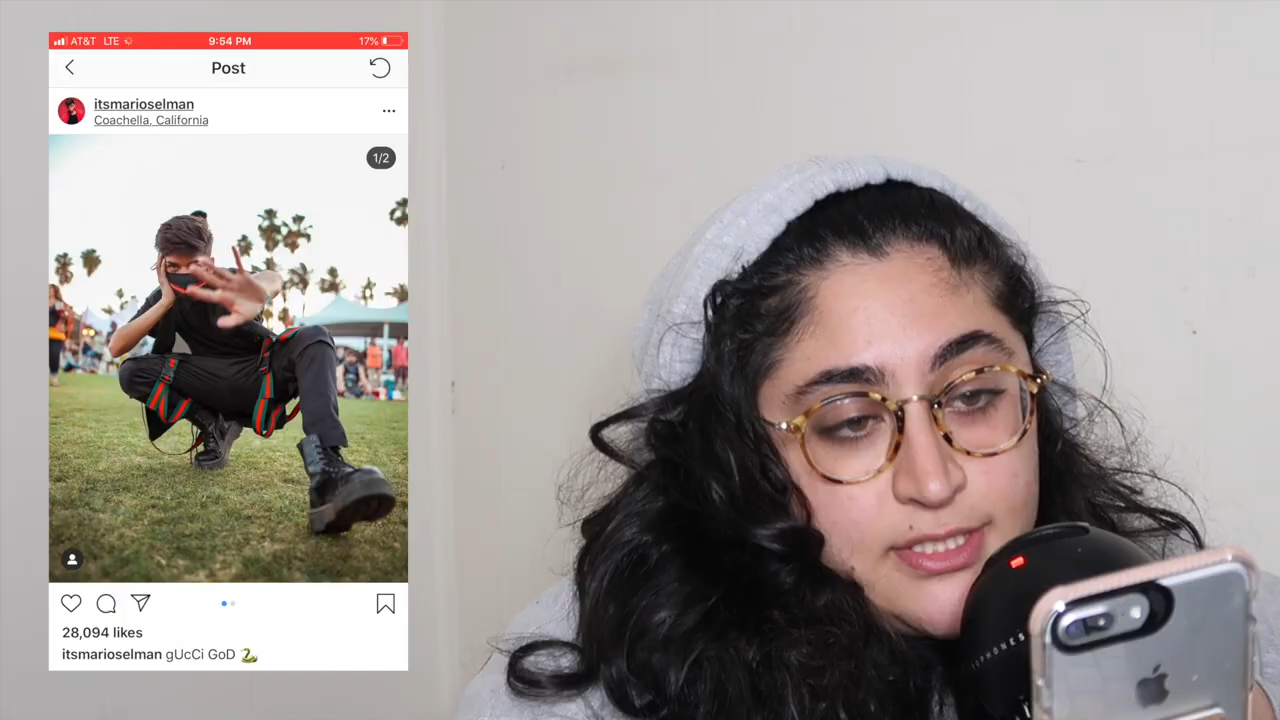 AT&T LTE
9:54 PM
17%
Post
itsmarioselman
Coachella, California
1/2
28,094 likes
itsmarioselman gUcCi GoD 🐍